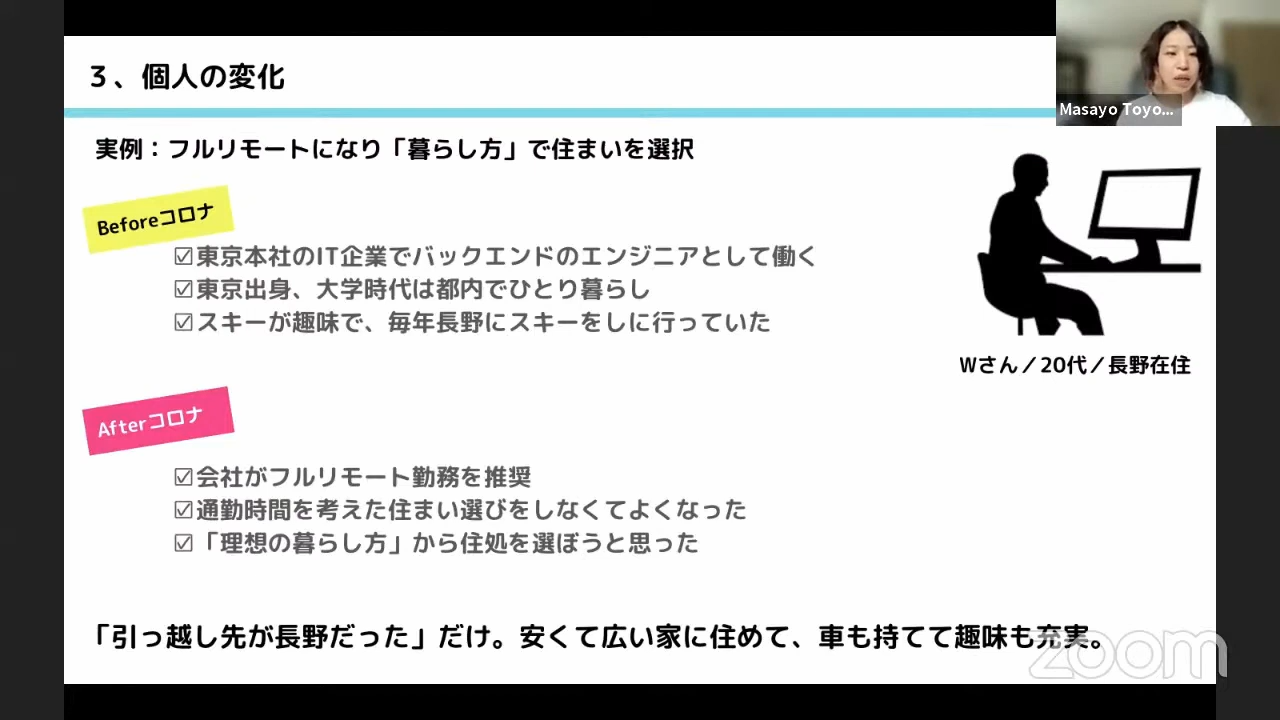 3、個人の変化
Masayo Toyo...
実例：フルリモートになり「暮らし方」で住まいを選択
Beforeコロナ
☑東京本社のIT企業でバックエンドのエンジニアとして働く
☑東京出身、大学時代は都内でひとり暮らし
☑スキーが趣味で、毎年長野にスキーをしに行っていた
Wさん／20代／長野在住
Afterコロナ
☑会社がフルリモート勤務を推奨
☑通勤時間を考えた住まい選びをしなくてよくなった
☑「理想の暮らし方」から住処を選ぼうと思った
「引っ越し先が長野だった」だけ。安くて広い家に住めて、車も持てて趣味も充実。
zoom